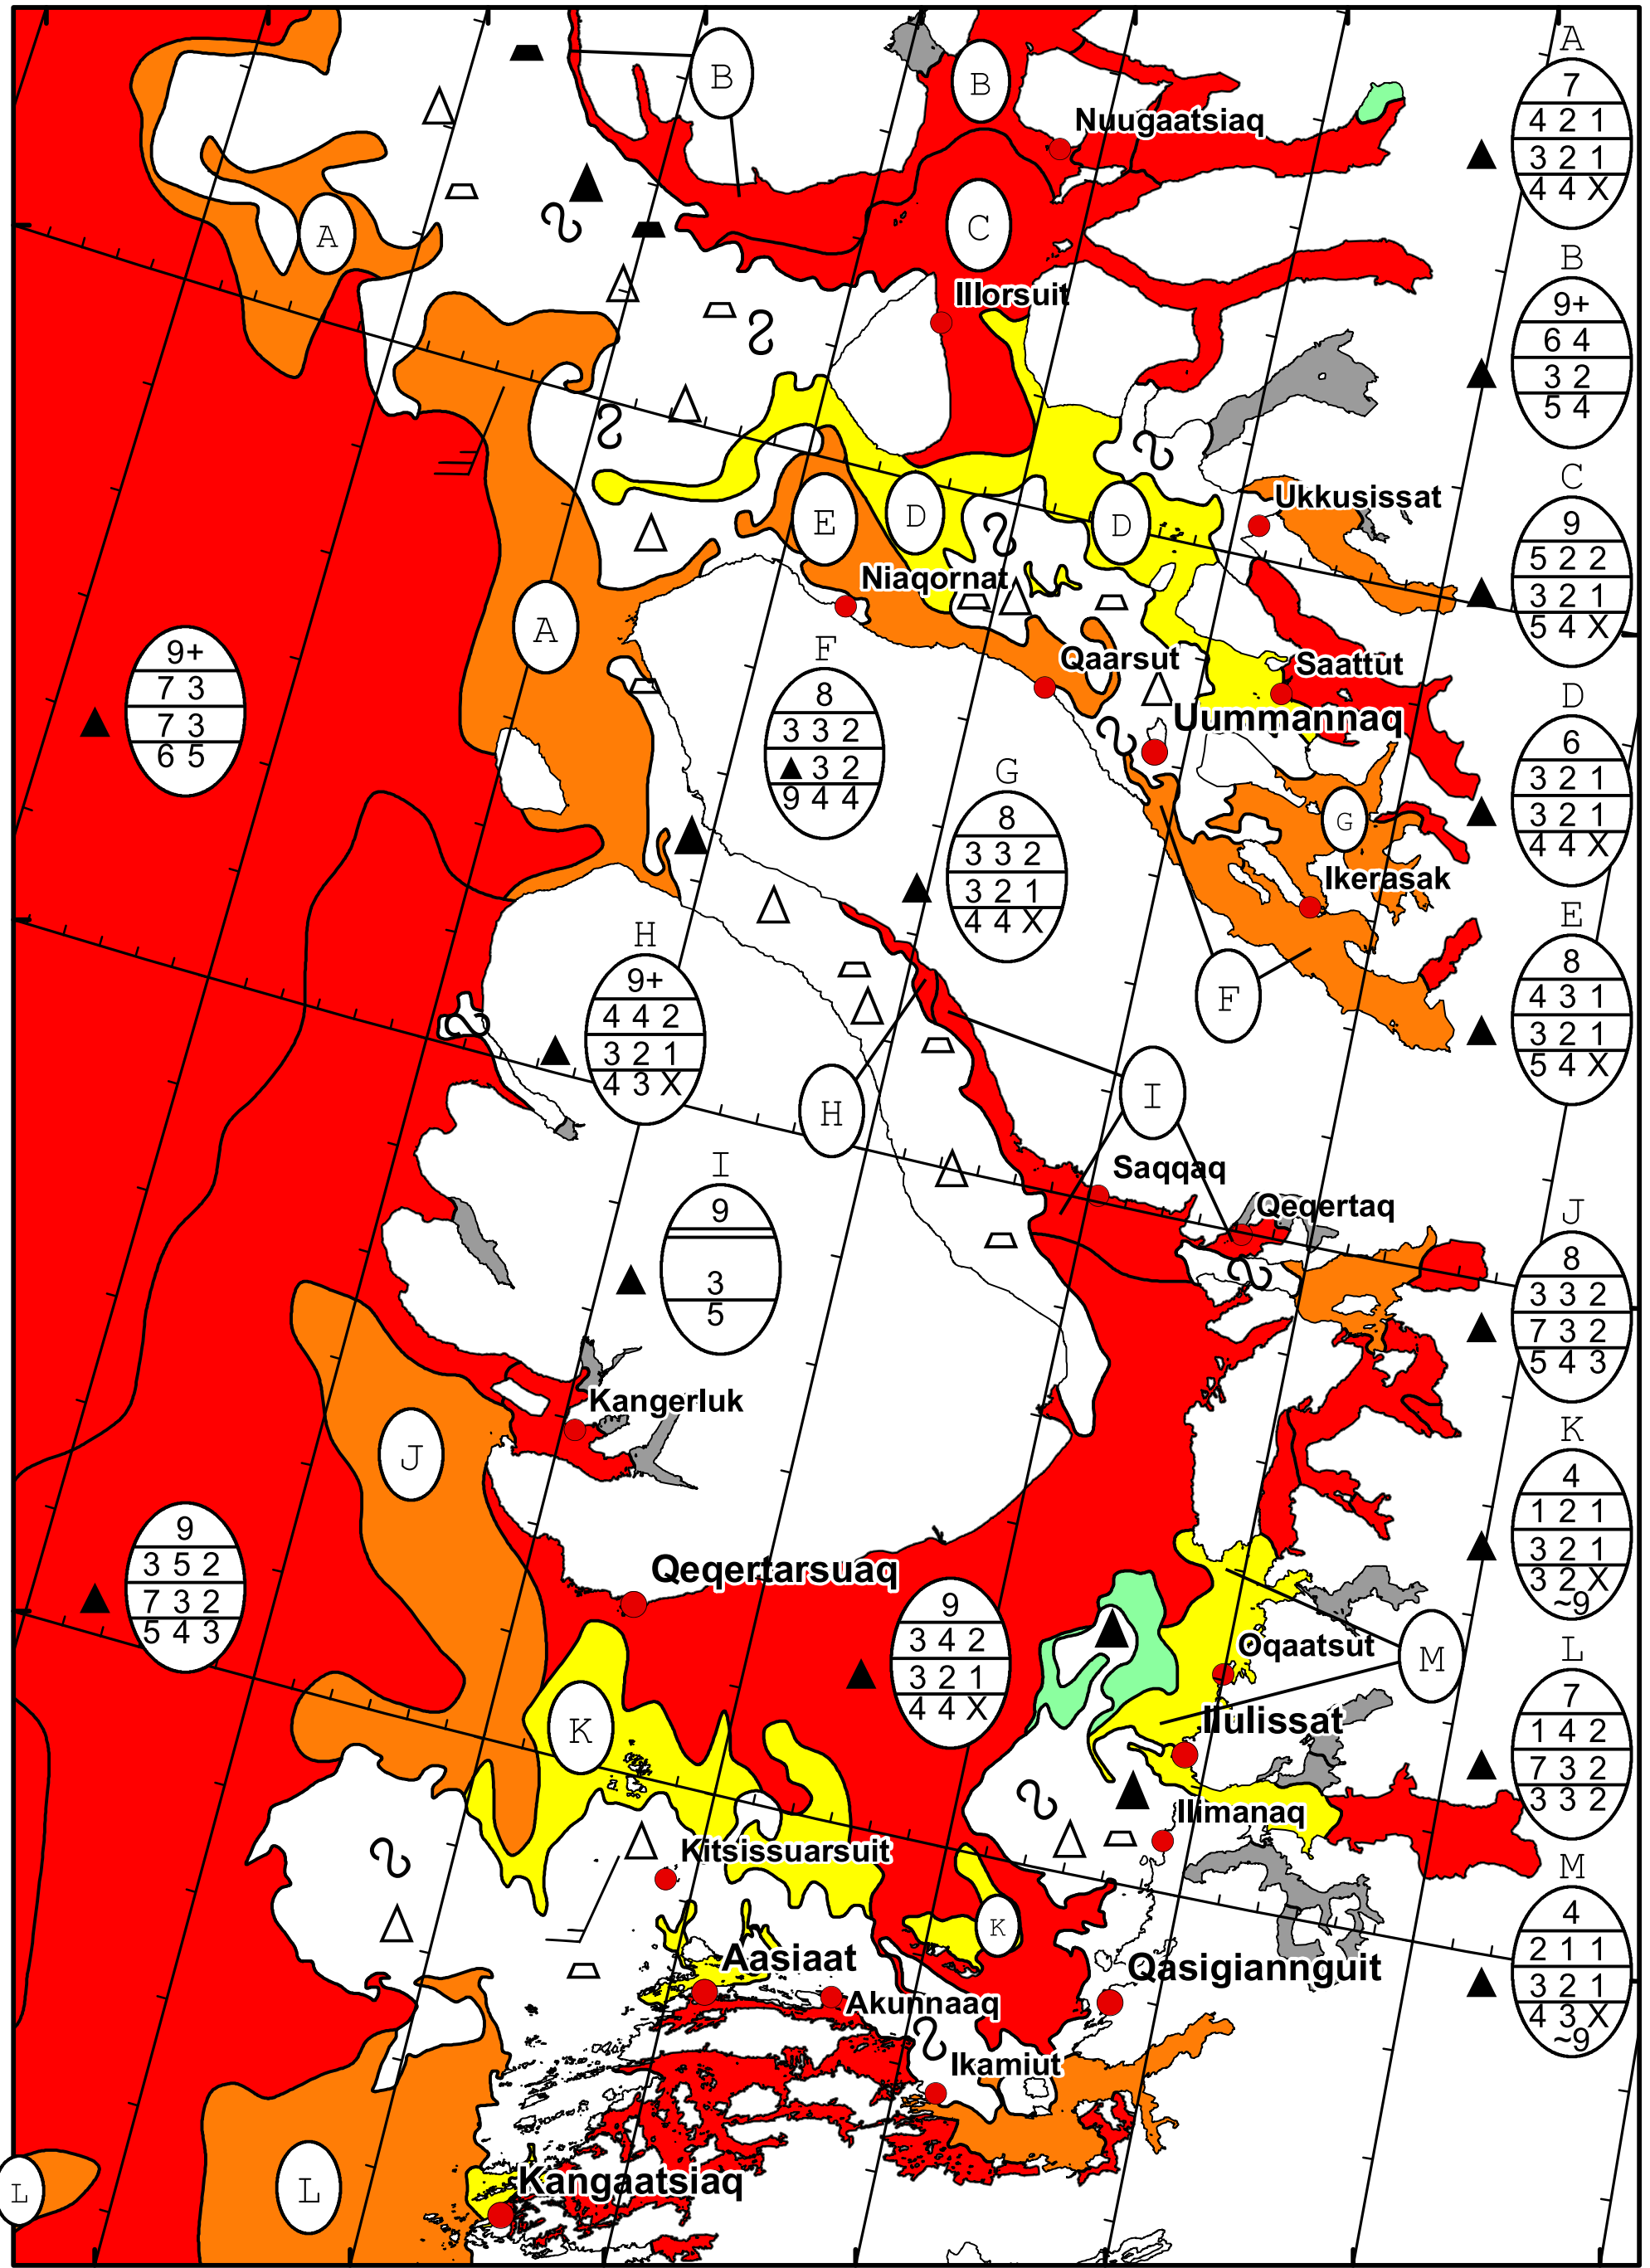 A
7
4 2 1
3 2 1
4 4 X
B
B
Nuugaatsiaq
A
C
B
9+
6 4
3 2
5 4
Illorsuit
C
9
5 2 2
3 2 1
5 4 X
E
D
D
Ukkusissat
Niaqornat
A
9+
7 3
7 3
6 5
F
8
3 3 2
▲ 3 2
9 4 4
Qaarsut
Saattut
Uummannaq
D
6
3 2 1
3 2 1
4 4 X
G
8
3 3 2
3 2 1
4 4 X
G
Ikerasak
E
8
4 3 1
3 2 1
5 4 X
H
9+
4 4 2
3 2 1
4 3 X
F
H
I
I
9
3
5
Saqqaq
Qeqertaq
J
8
3 3 2
7 3 2
5 4 3
Kangerluk
J
K
4
1 2 1
3 2 1
3 2 X
~9
9
3 5 2
7 3 2
5 4 3
Qeqertarsuaq
9
3 4 2
3 2 1
4 4 X
Oqaatsut
M
K
Ilulissat
L
7
1 4 2
7 3 2
3 3 2
a
Ilimanaq
Kitsissuarsuit
M
4
2 1 1
3 2 1
4 3 X
~9
K
Aasiaat
Qasigiannguit
Akunnaaq
Ikamiut
L
L
Kangaatsiaq